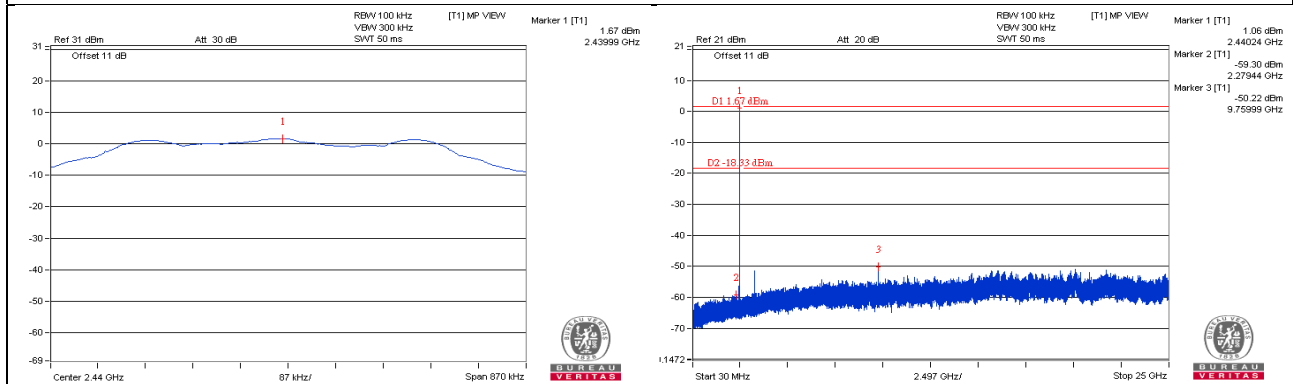 RBW 100 kHz [T1] MP VIEW
VBW 300 kHz
Ref 31 dBm Att 30 dB SWT 50 ms
Marker 1 [T1]
1.67 dBm
2.43999 GHz
31
Offset 11 dB
20
10
1
0
-10
-20
-30
-40
-50
-60
-69
Center 2.44 GHz 87 kHz/ Span 870 kHz
BUREAU VERITAS
1828
BUREAU
VERITAS
RBW 100 kHz [T1] MP VIEW
VBW 300 kHz
Ref 21 dBm Att 20 dB SWT 50 ms
Marker 1 [T1]
1.06 dBm
2.44024 GHz
Marker 2 [T1]
-59.30 dBm
2.27944 GHz
Marker 3 [T1]
-50.22 dBm
9.75999 GHz
21
Offset 11 dB
10
1
D1 1.67 dBm
0
-10
D2 -18.33 dBm
-20
-30
-40
3
-50
2
-60
-70
.1472
Start 30 MHz 2.497 GHz/ Stop 25 GHz
BUREAU VERITAS
1828
BUREAU
VERITAS